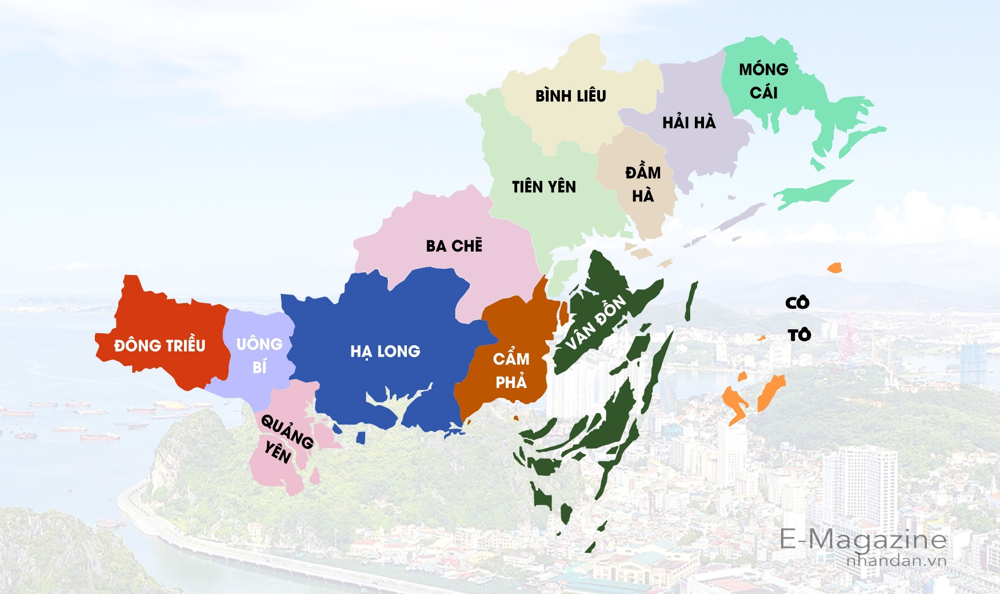 MÓNG
CÁI
BÌNH LIÊU
HẢI HÀ
ĐẦM
HÀ
TIÊN YÊN
BA CHẼ
CÔ
TÔ
VÂN ĐỒN
ĐÔNG TRIỀU
UÔNG
BÍ
HẠ LONG
CẨM
PHẢ
QUẢNG
YÊN
E-Magazine
nhandan.vn